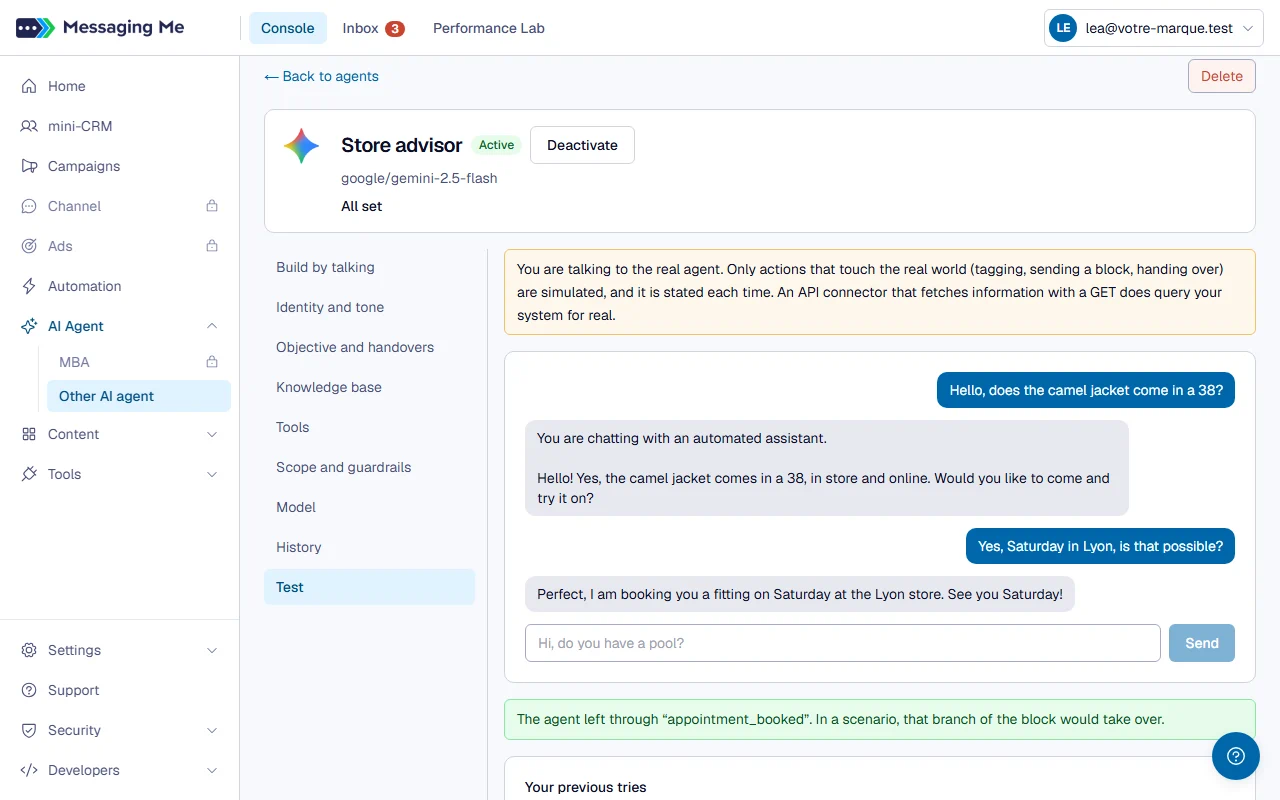 Messaging Me
Console
Inbox 3
Performance Lab
LE lea@votre-marque.test
Home
mini-CRM
Campaigns
Channel
Ads
Automation
AI Agent
MBA
Other AI agent
Content
Tools
Settings
Support
Security
Developers
← Back to agents
Delete
Store advisor Active Deactivate
google/gemini-2.5-flash
All set
Build by talking
Identity and tone
Objective and handovers
Knowledge base
Tools
Scope and guardrails
Model
History
Test
You are talking to the real agent. Only actions that touch the real world (tagging, sending a block, handing over)
are simulated, and it is stated each time. An API connector that fetches information with a GET does query your
system for real.
Hello, does the camel jacket come in a 38?
You are chatting with an automated assistant.
Hello! Yes, the camel jacket comes in a 38, in store and online. Would you like to come and
try it on?
Yes, Saturday in Lyon, is that possible?
Perfect, I am booking you a fitting on Saturday at the Lyon store. See you Saturday!
Hi, do you have a pool?
Send
The agent left through “appointment_booked”. In a scenario, that branch of the block would take over.
Your previous tries